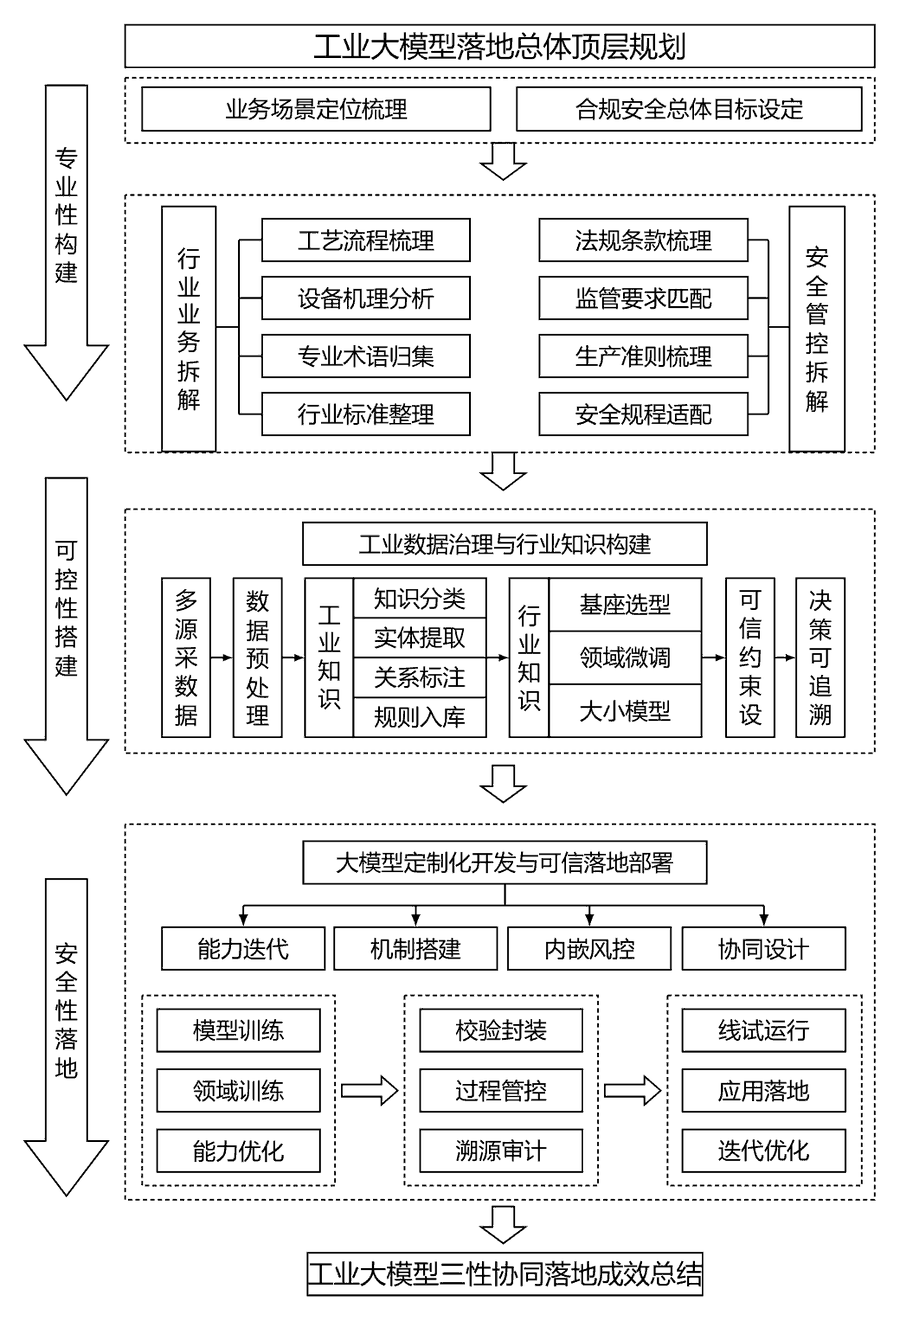 工业大模型落地总体顶层规划
业务场景定位梳理
合规安全总体目标设定
专业性构建
行业业务拆解
工艺流程梳理
设备机理分析
专业术语归集
行业标准整理
法规条款梳理
监管要求匹配
生产准则梳理
安全规程适配
安全管控拆解
可控性搭建
工业数据治理与行业知识构建
多源采数据
数据预处理
工业知识
知识分类
实体提取
关系标注
规则入库
行业知识
基座选型
领域微调
大小模型
可信约束设
决策可追溯
安全性落地
大模型定制化开发与可信落地部署
能力迭代
机制搭建
内嵌风控
协同设计
模型训练
领域训练
能力优化
校验封装
过程管控
溯源审计
线试运行
应用落地
迭代优化
工业大模型三性协同落地成效总结